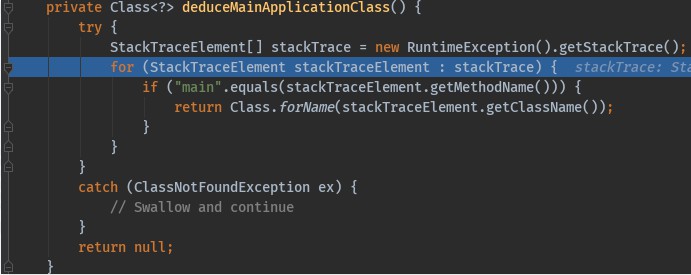 private Class<?> deduceMainApplicationClass() {
try {
StackTraceElement[] stackTrace = new RuntimeException().getStackTrace();
for (StackTraceElement stackTraceElement : stackTrace) { stackTrace:
if ("main".equals(stackTraceElement.getMethodName())) {
return Class.forName(stackTraceElement.getClassName());
}
}
}
catch (ClassNotFoundException ex) {
// Swallow and continue
}
return null;
}